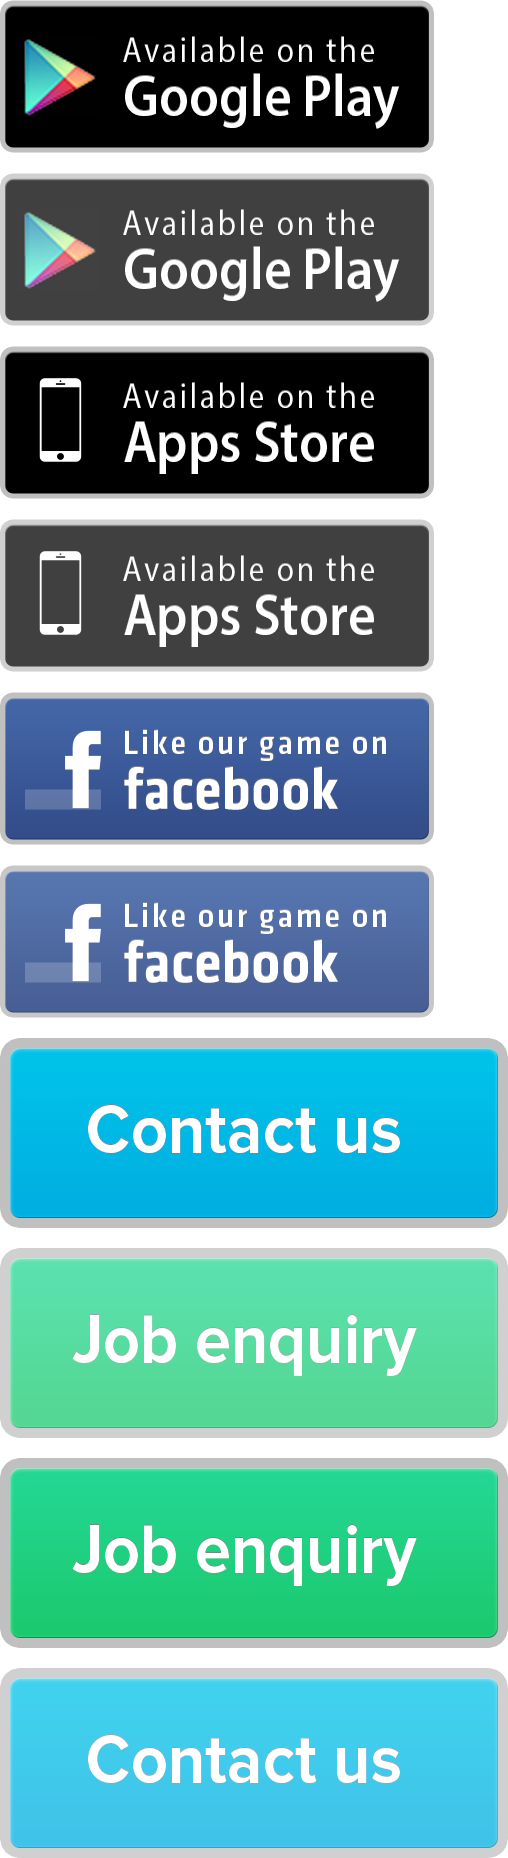 Available on the
Google Play
Available on the
Google Play
Available on the
Apps Store
Available on the
Apps Store
Like our game on
facebook
Like our game on
facebook
Contact us
Job enquiry
Job enquiry
Contact us